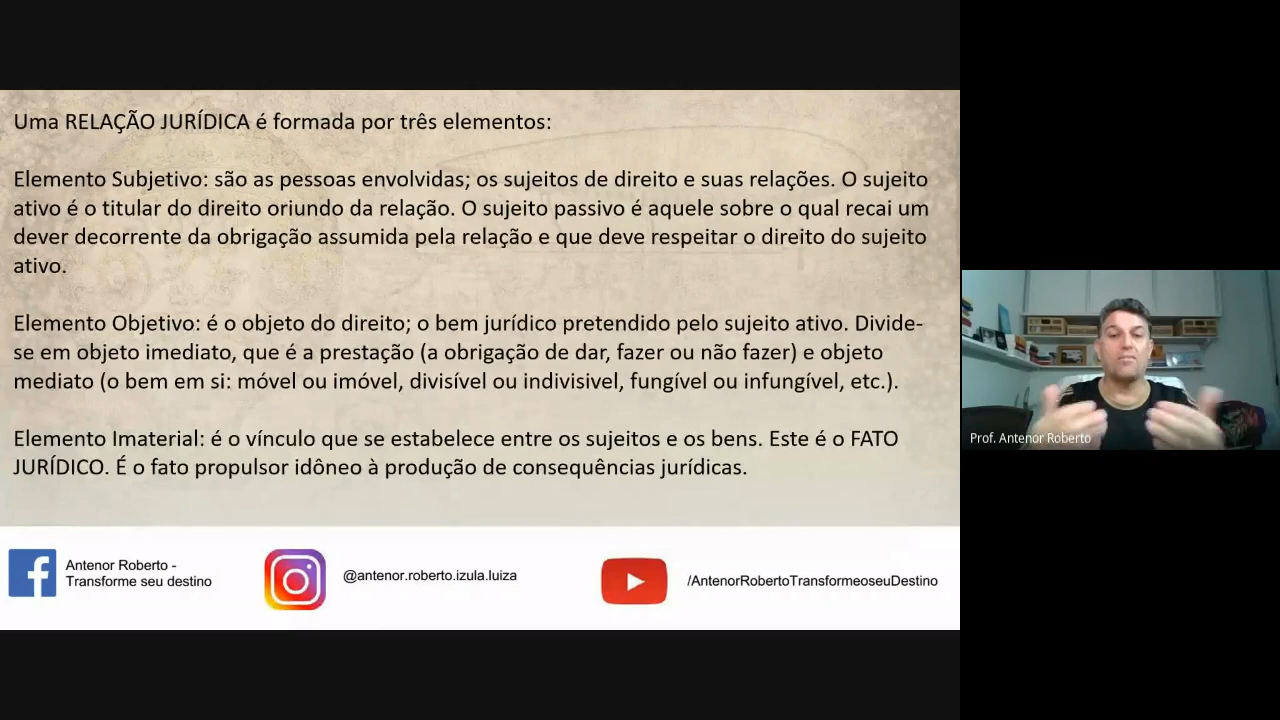 Uma RELAÇÃO JURÍDICA é formada por três elementos:
Elemento Subjetivo: são as pessoas envolvidas; os sujeitos de direito e suas relações. O sujeito
ativo é o titular do direito oriundo da relação. O sujeito passivo é aquele sobre o qual recai um
dever decorrente da obrigação assumida pela relação e que deve respeitar o direito do sujeito
ativo.
Elemento Objetivo: é o objeto do direito; o bem jurídico pretendido pelo sujeito ativo. Divide-
se em objeto imediato, que é a prestação (a obrigação de dar, fazer ou não fazer) e objeto
mediato (o bem em si: móvel ou imóvel, divisível ou indivisivel, fungível ou infungível, etc.).
Elemento Imaterial: é o vínculo que se estabelece entre os sujeitos e os bens. Este é o FATO
JURÍDICO. É o fato propulsor idôneo à produção de consequências jurídicas.
Antenor Roberto -
Transforme seu destino
@antenor.roberto.izula.luiza
/AntenorRobertoTransformeoseuDestino
Prof. Antenor Roberto